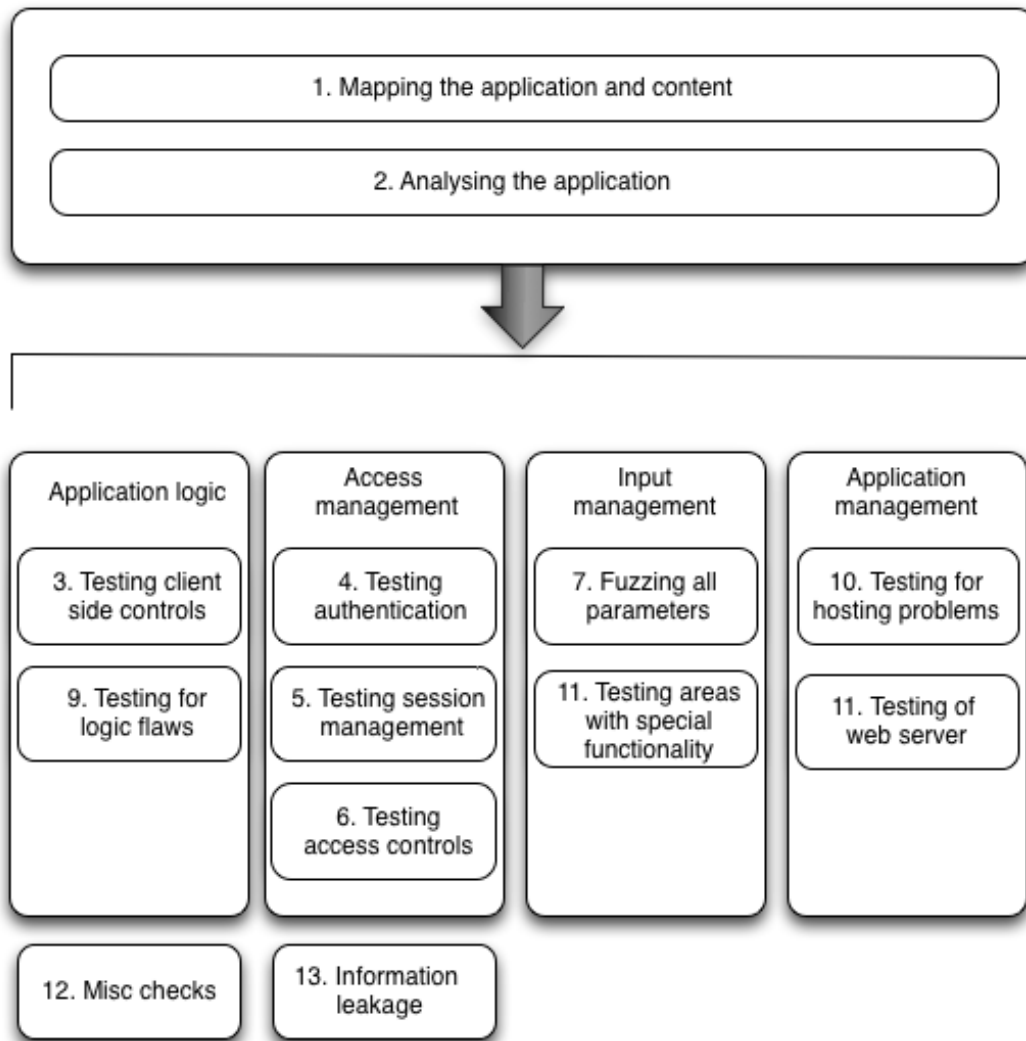 1. Mapping the application and content
2. Analysing the application
Application logic
3. Testing client
side controls
9. Testing for
logic flaws
Access
management
4. Testing
authentication
5. Testing session
management
6. Testing
access controls
Input
management
7. Fuzzing all
parameters
11. Testing areas
with special
functionality
Application
management
10. Testing for
hosting problems
11. Testing of
web server
12. Misc checks
13. Information
leakage